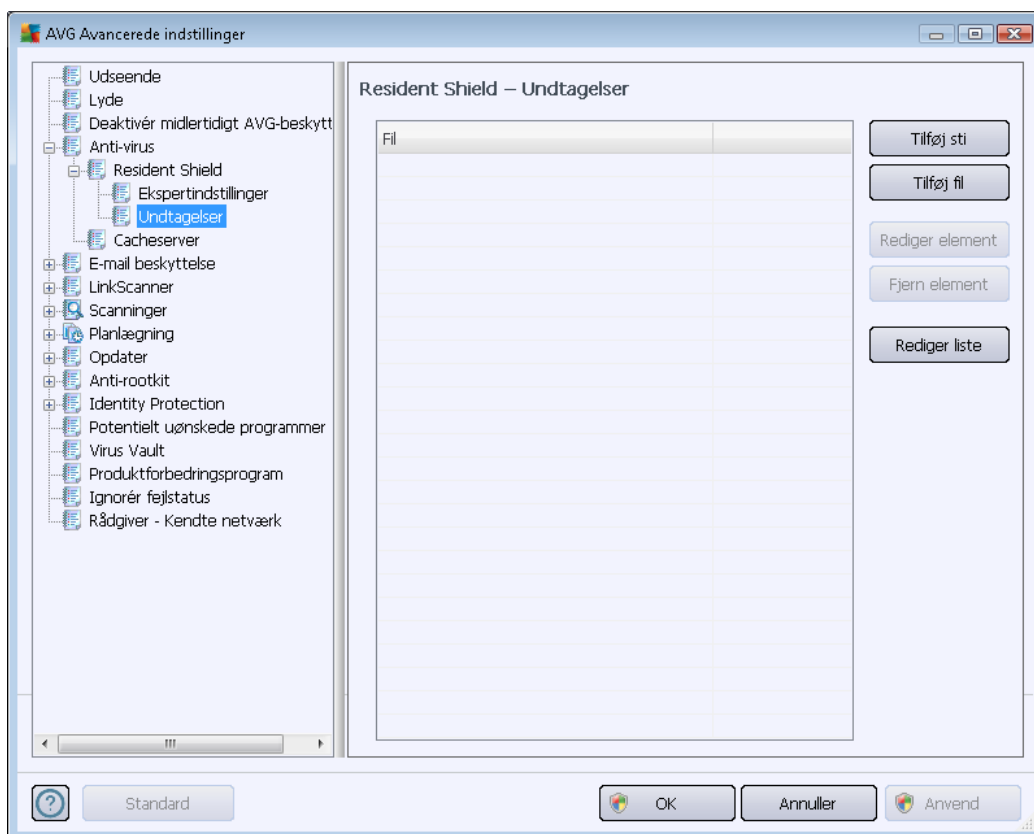 AVG Avancerede indstillinger
Udseende
Lyde
Deaktivér midlertidigt AVG-beskytt
Anti-virus
Resident Shield
Ekspertindstillinger
Undtagelser
Cacheserver
E-mail beskyttelse
LinkScanner
Scanninger
Planlægning
Opdater
Anti-rootkit
Identity Protection
Potentielt uønskede programmer
Virus Vault
Produktforbedringsprogram
Ignorér fejlstatus
Rådgiver - Kendte netværk
Resident Shield – Undtagelser
Fil
Tilføj sti
Tilføj fil
Rediger element
Fjern element
Rediger liste
?
Standard
OK
Annuller
Anvend